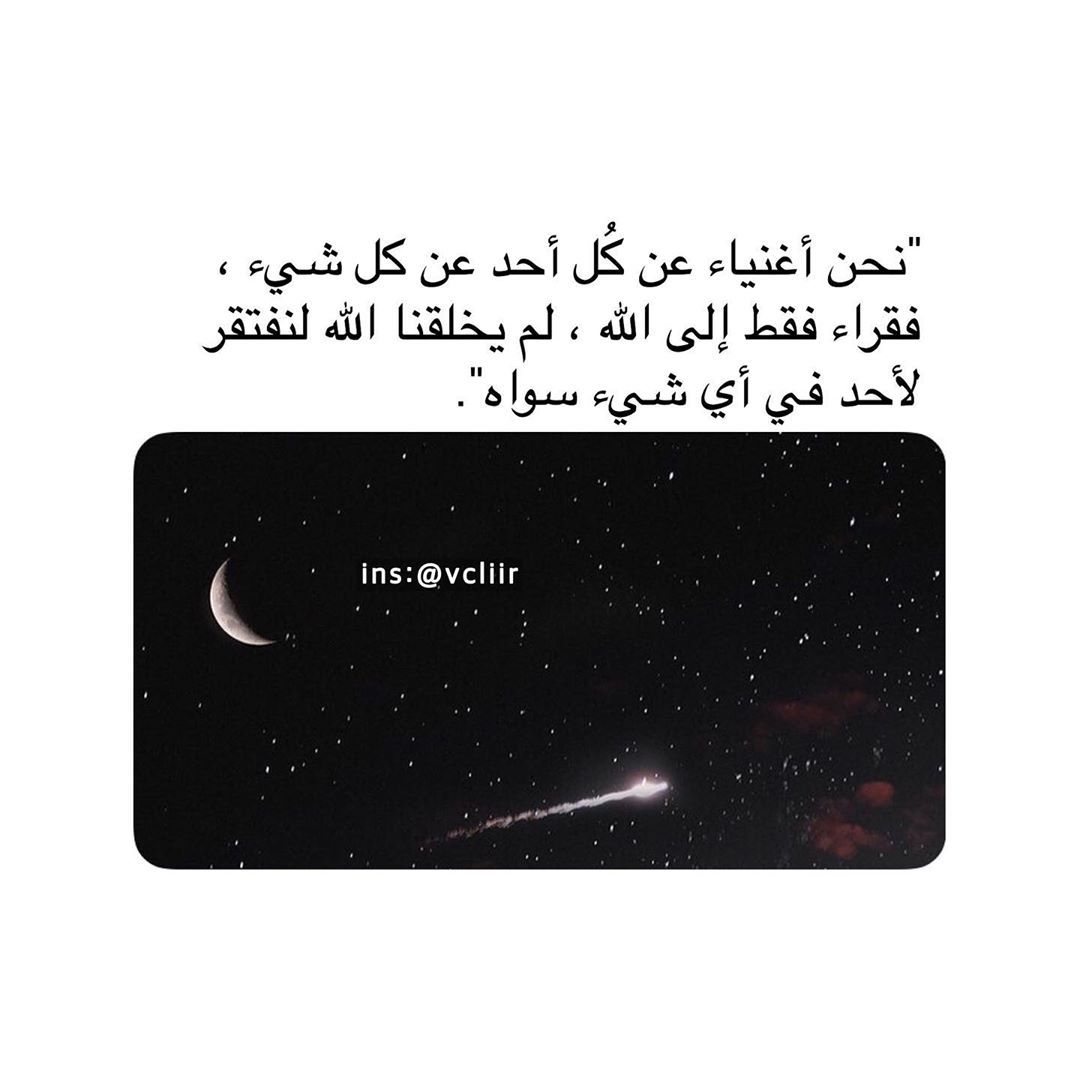 "نحن أغنياء عن كُل أحد عن كل شيء ،
فقراء فقط إلى الله ، لم يخلقنا الله لنفتقر
لأحد في أي شيء سواه".
ins:@vcliir